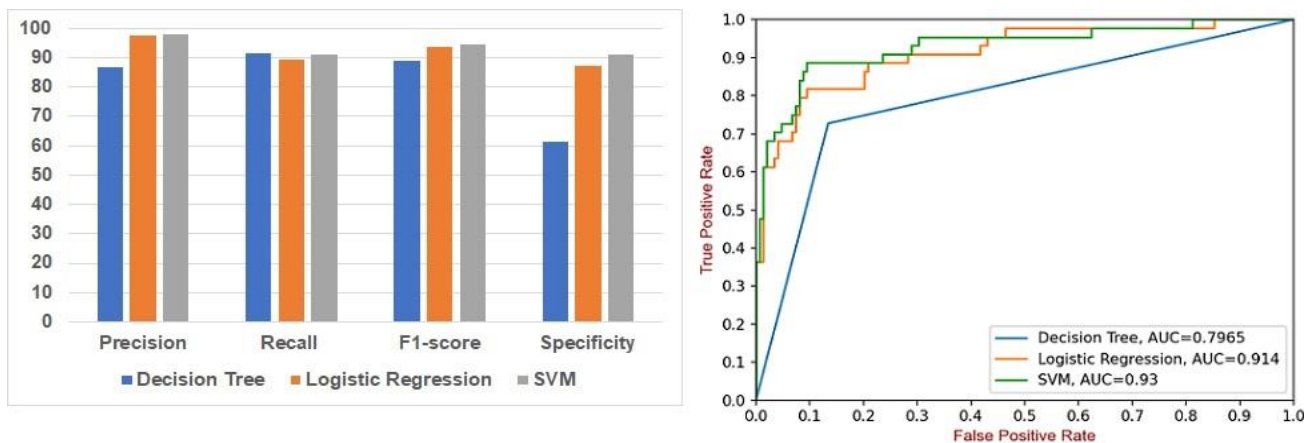 100
90
80
70
60
50
40
30
20
10
0
Precision Recall F1-score Specificity
Decision Tree Logistic Regression SVM
True Positive Rate
1.0
0.9
0.8
0.7
0.6
0.5
0.4
0.3
0.2
0.1
0.0
Decision Tree, AUC=0.7965
Logistic Regression, AUC=0.914
SVM, AUC=0.93
0.0 0.1 0.2 0.3 0.4 0.5 0.6 0.7 0.8 0.9 1.0
False Positive Rate